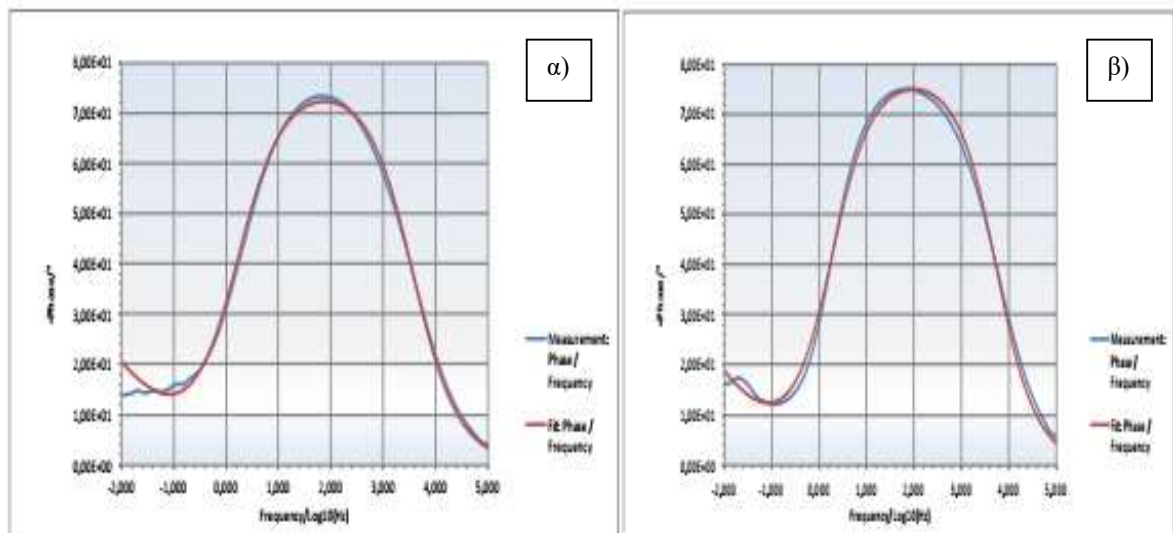 α)
8,00E+01
7,00E+01
6,00E+01
5,00E+01
4,00E+01
3,00E+01
2,00E+01
1,00E+01
0,00E+00
-2,000 -1,000 0,000 1,000 2,000 3,000 4,000 5,000
Frequency/Log10(Hz)
Measurement:
Phase /
Frequency
Fit: Phase /
Frequency
β)
8,00E+01
7,00E+01
6,00E+01
5,00E+01
4,00E+01
3,00E+01
2,00E+01
1,00E+01
0,00E+00
-2,000 -1,000 0,000 1,000 2,000 3,000 4,000 5,000
Frequency/Log10(Hz)
Measurement:
Phase /
Frequency
Fit: Phase /
Frequency